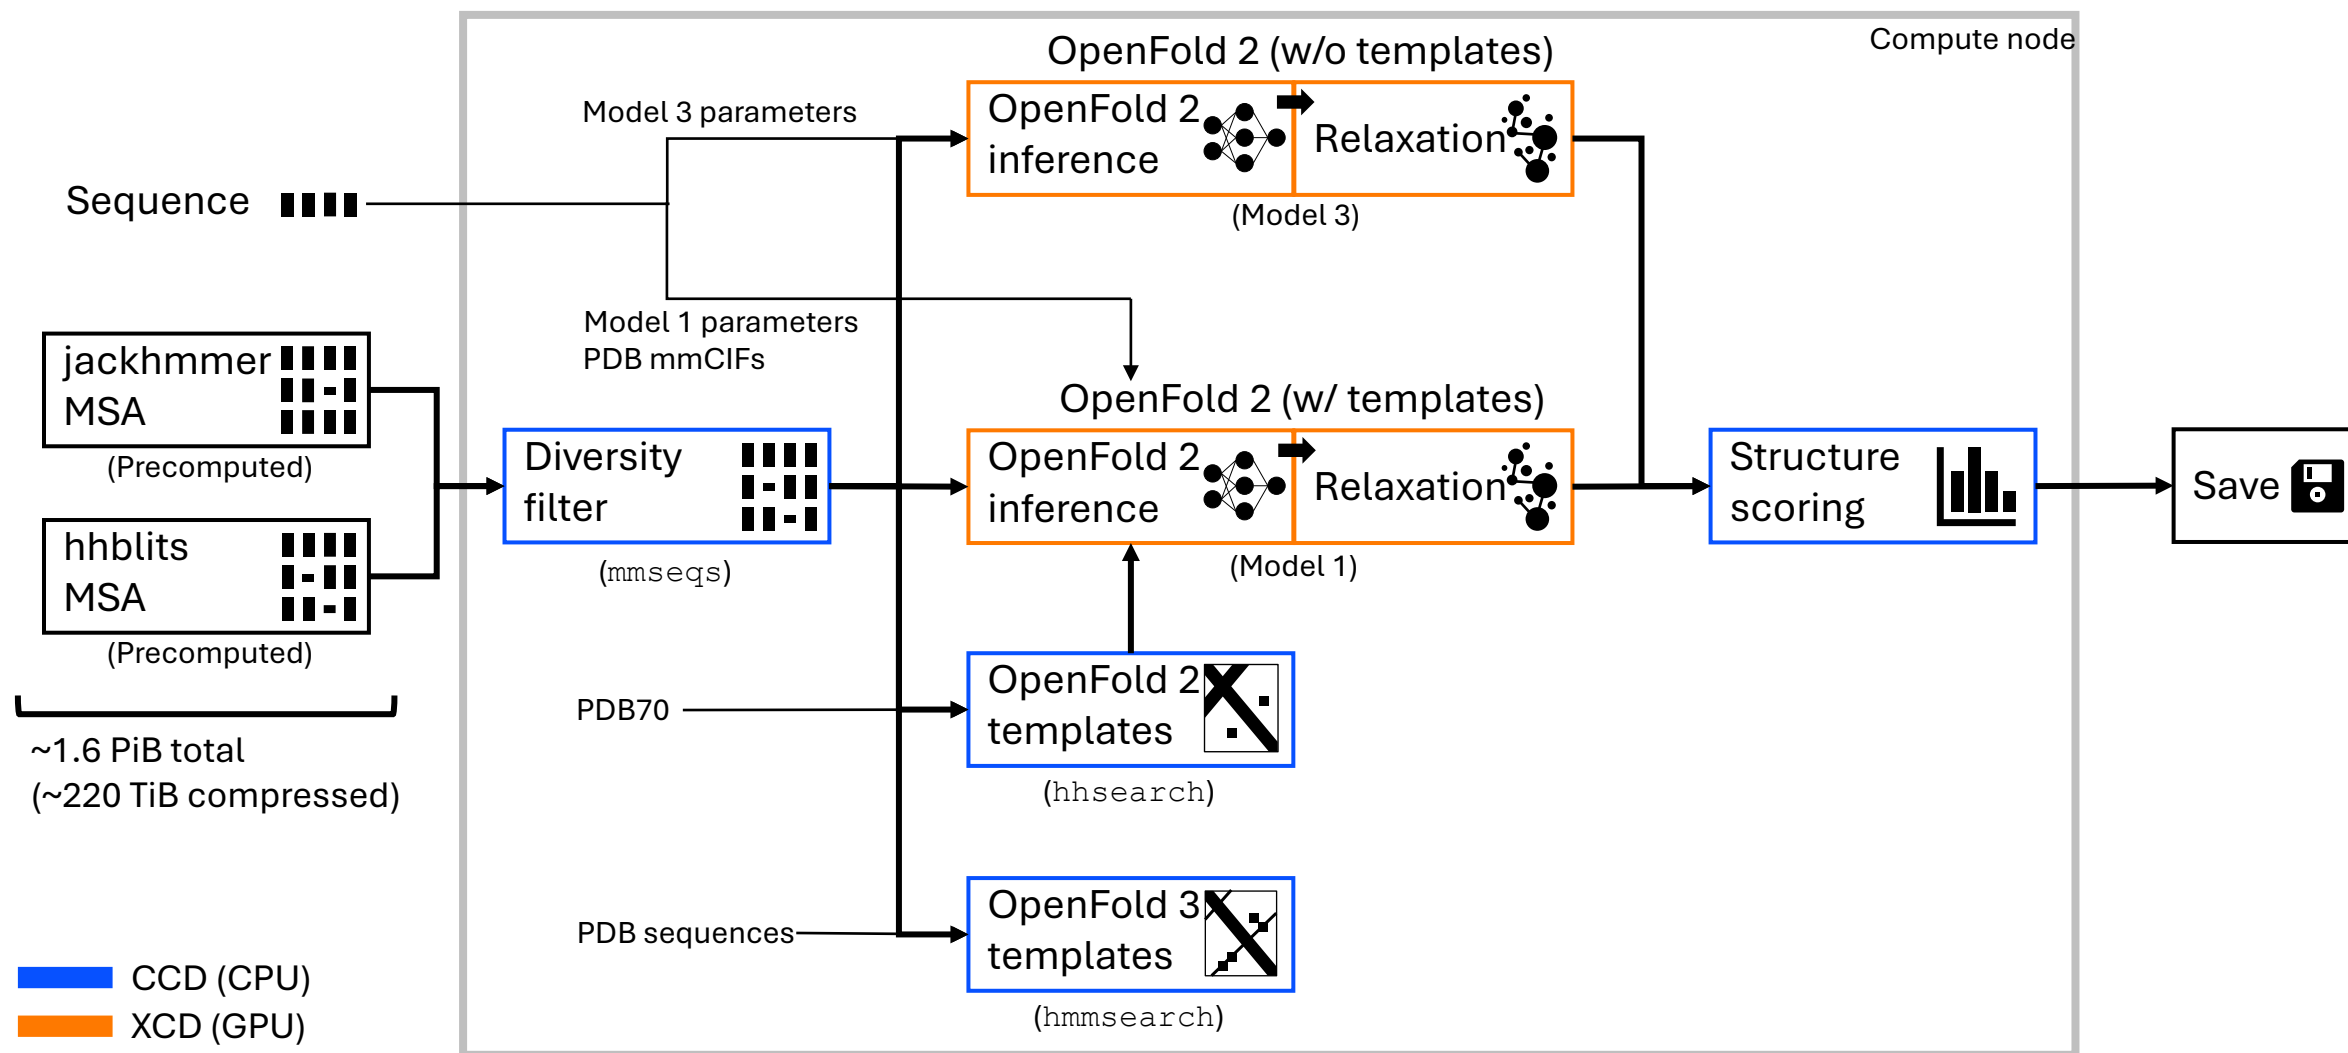 Compute node
OpenFold 2 (w/o templates)
Model 3 parameters
OpenFold 2
inference
Relaxation
(Model 3)
Sequence
Model 1 parameters
PDB mmCIFs
jackhmmer
MSA
(Precomputed)
OpenFold 2 (w/ templates)
Diversity
filter
(mmseqs)
OpenFold 2
inference
Relaxation
(Model 1)
Structure
scoring
Save
hhblits
MSA
(Precomputed)
~1.6 PiB total
(~220 TiB compressed)
PDB70
OpenFold 2
templates
(hhsearch)
PDB sequences
OpenFold 3
templates
(hmmsearch)
CCD (CPU)
XCD (GPU)